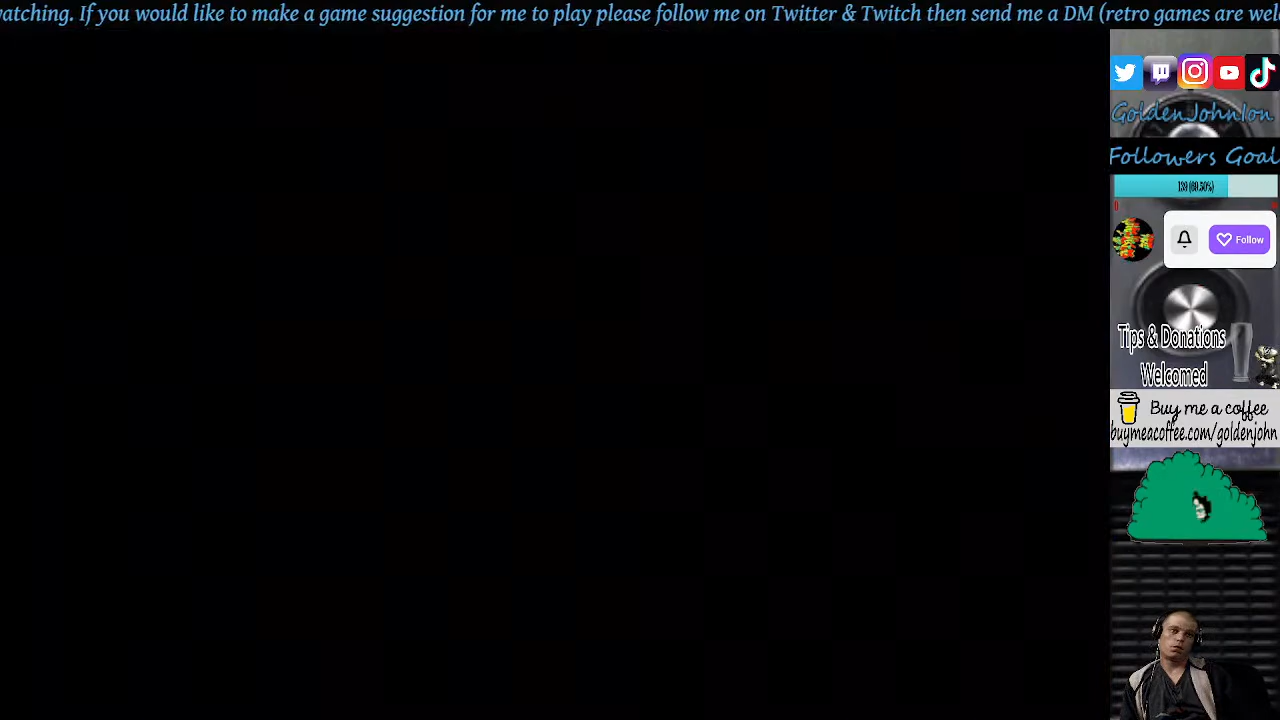 watching. If you would like to make a game suggestion for me to play please follow me on Twitter & Twitch then send me a DM (retro games are wel
GoldenJohnIon
Followers Goal
Follow
Tips & Donations
Welcomed
Buy me a coffee
buymeacoffee.com/goldenjohn